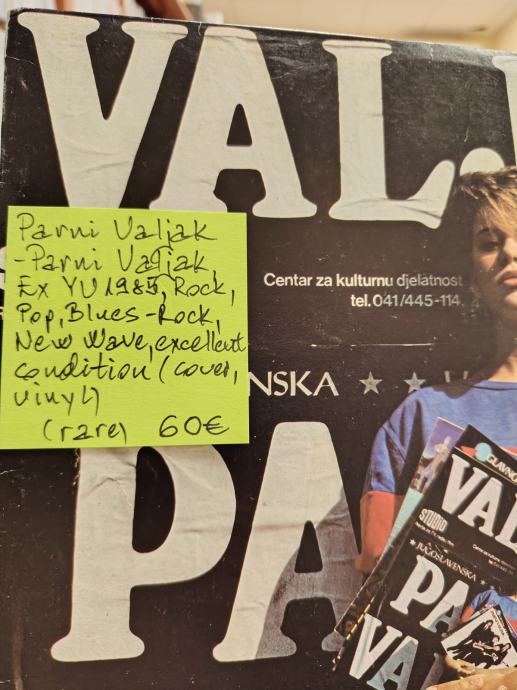 VAL.
Parni Valjak
-Parni Valjak
Ex YU 1985, Rock,
Pop, Blues-Rock,
New Wave, excellent
condition (cover,
vinyl)
(rare) 60€
Centar za kulturnu djelatnost
tel. 041/445-114
NSKA ★ ★
PA
GLAVNO
VAL
STUDIO
JUGOSLAVENSKA
PA
VA